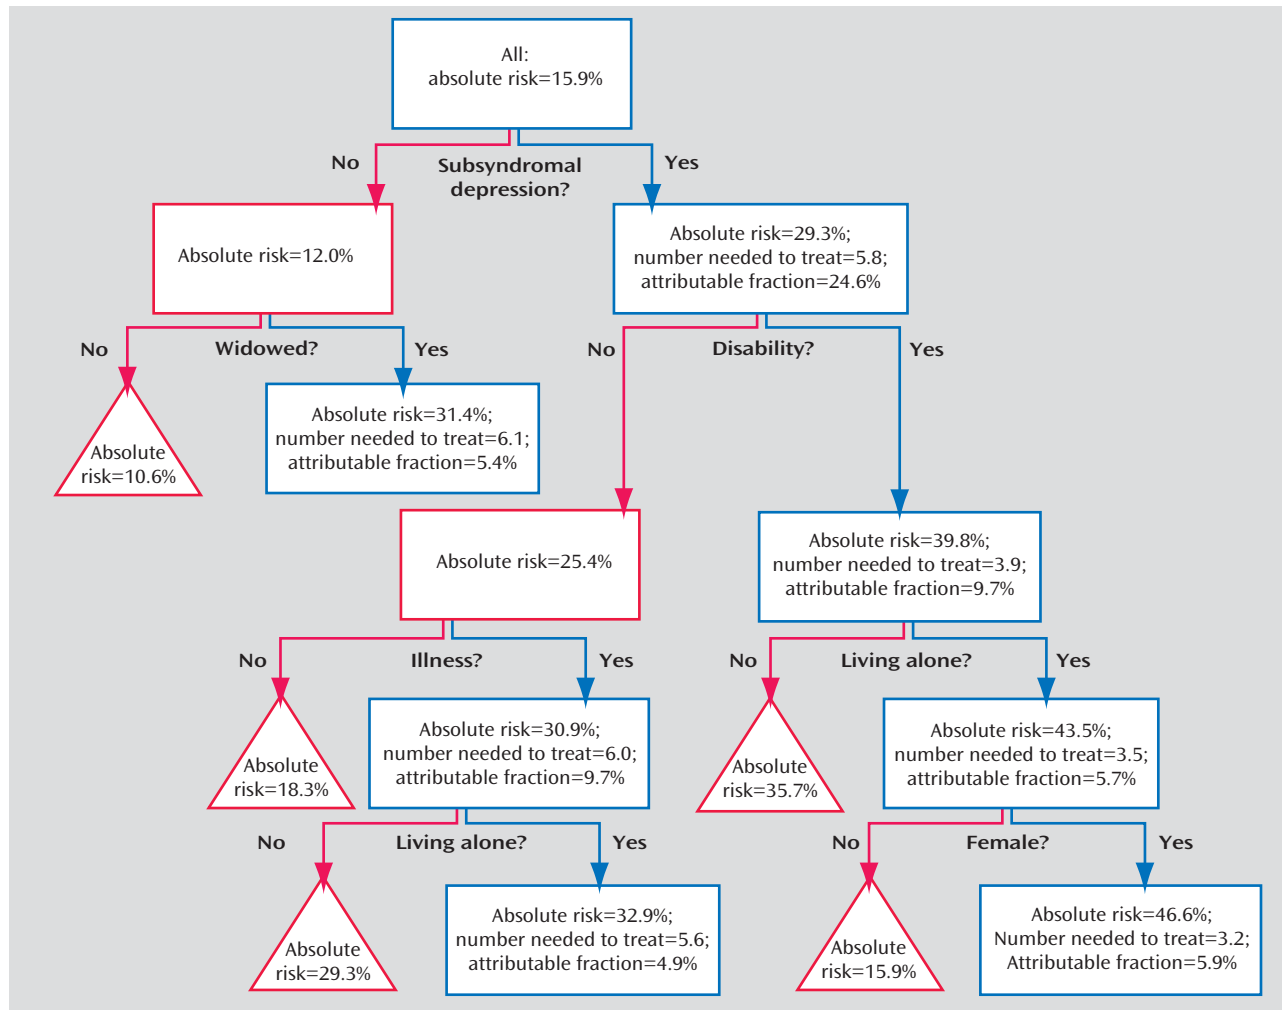 All:
absolute risk=15.9%
No
Subsyndromal
depression?
Yes
Absolute risk=12.0%
Absolute risk=29.3%;
number needed to treat=5.8;
attributable fraction=24.6%
No
Widowed?
Yes
No
Disability?
Yes
Absolute
risk=10.6%
Absolute risk=31.4%;
number needed to treat=6.1;
attributable fraction=5.4%
Absolute risk=25.4%
Absolute risk=39.8%;
number needed to treat=3.9;
attributable fraction=9.7%
No
Illness?
Yes
No
Living alone?
Yes
Absolute
risk=18.3%
Absolute risk=30.9%;
number needed to treat=6.0;
attributable fraction=9.7%
Absolute
risk=35.7%
Absolute risk=43.5%;
number needed to treat=3.5;
attributable fraction=5.7%
No
Living alone?
Yes
No
Female?
Yes
Absolute
risk=29.3%
Absolute risk=32.9%;
number needed to treat=5.6;
attributable fraction=4.9%
Absolute
risk=15.9%
Absolute risk=46.6%;
Number needed to treat=3.2;
Attributable fraction=5.9%